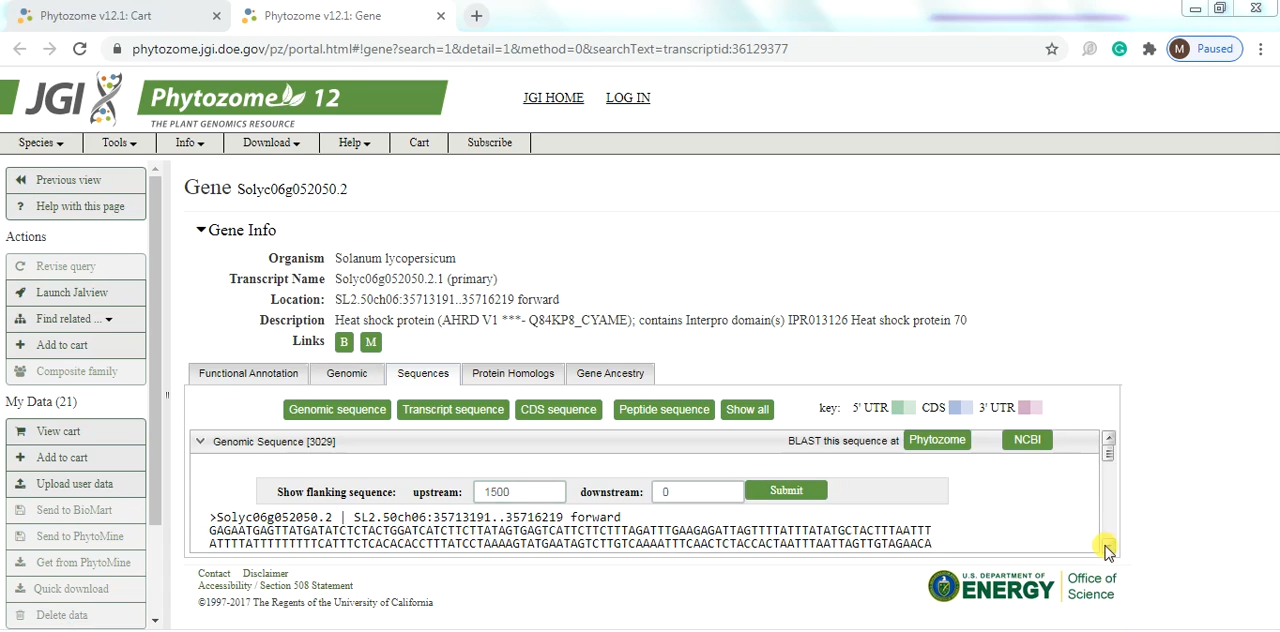 Phytozome v12.1: Cart
Phytozome v12.1: Gene
phytozome.jgi.doe.gov/pz/portal.html#!gene?search=1&detail=1&method=0&searchText=transcriptid:36129377
M Paused
JGI Phytozome 12
THE PLANT GENOMICS RESOURCE
JGI HOME LOG IN
Species Tools Info Download Help Cart Subscribe
Previous view
? Help with this page
Actions
Revise query
Launch Jalview
Find related ...
Add to cart
Composite family
My Data (21)
View cart
Add to cart
Upload user data
Send to BioMart
Send to PhytoMine
Get from PhytoMine
Quick download
Delete data
Gene Solyc06g052050.2
Gene Info
Organism Solanum lycopersicum
Transcript Name Solyc06g052050.2.1 (primary)
Location: SL2.50ch06:35713191..35716219 forward
Description Heat shock protein (AHRD V1 ***- Q84KP8_CYAME); contains Interpro domain(s) IPR013126 Heat shock protein 70
Links B M
Functional Annotation Genomic Sequences Protein Homologs Gene Ancestry
Genomic sequence Transcript sequence CDS sequence Peptide sequence Show all key: 5' UTR CDS 3' UTR
Genomic Sequence [3029] BLAST this sequence at Phytozome NCBI
Show flanking sequence: upstream: 1500 downstream: 0 Submit
>Solyc06g052050.2 | SL2.50ch06:35713191..35716219 forward
GAGAATGAGTTATGATATCTCTACTGGATCATCTTCTTATAGTGAGTCATTCTTCTTTAGATTTGAAGAGATTAGTTTTATTTATATGCTACTTTAATTT
ATTTTATTTTTTTTTCATTTCTCACACACCTTTATCCTAAAAGTATGAATAGTCTTGTCAAAATTTCAACTCTACCACTAATTTAATTAGTTGTAGAACA
Contact Disclaimer
Accessibility / Section 508 Statement
©1997-2017 The Regents of the University of California
U.S. DEPARTMENT OF
ENERGY
Office of
Science